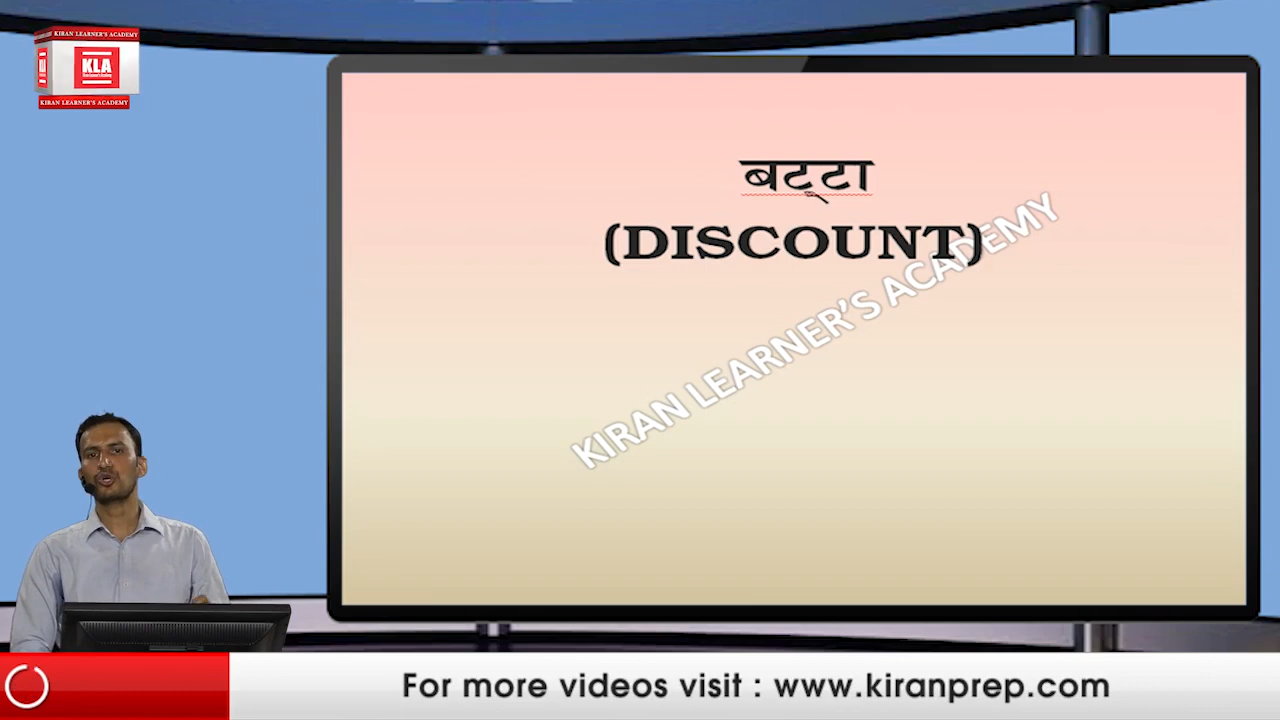 KIRAN LEARNER'S ACADEMY
KLA
KIRAN LEARNER'S ACADEMY
बट्टा
(DISCOUNT)
KIRAN LEARNER'S ACADEMY
For more videos visit : www.kiranprep.com